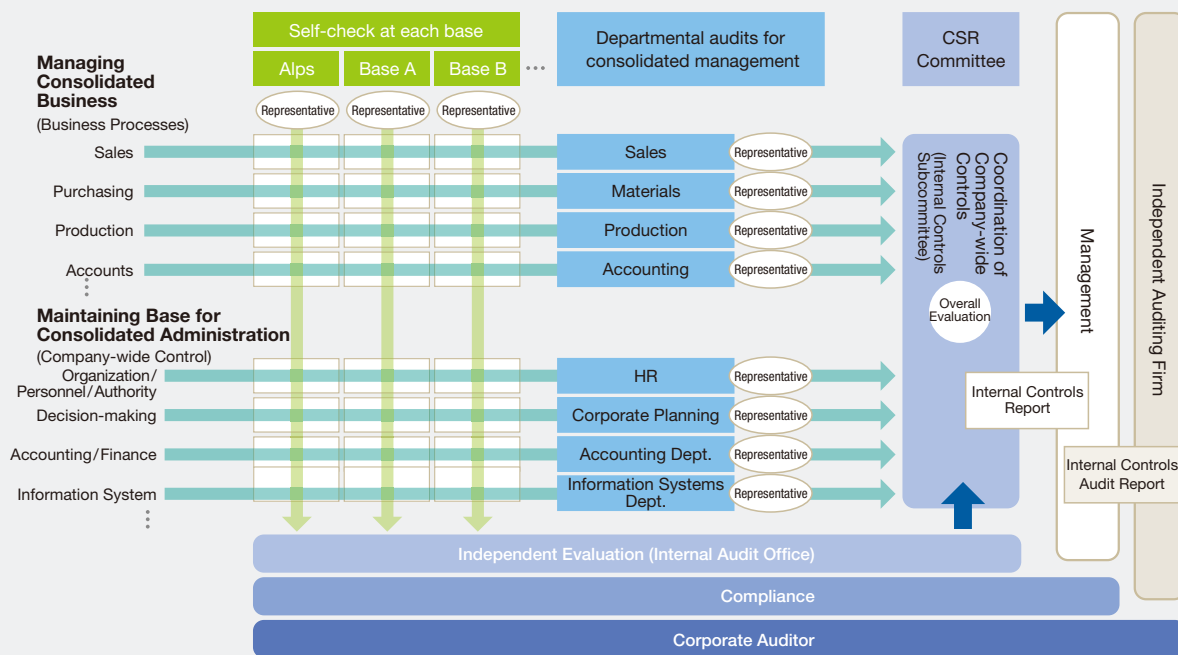 Self-check at each base
Alps
Base A
Base B
Departmental audits for
consolidated management
CSR
Committee
Managing
Consolidated
Business
(Business Processes)
Representative
Representative
Representative
Sales
Sales
Representative
Purchasing
Materials
Representative
Production
Production
Representative
Accounts
Accounting
Representative
Maintaining Base for
Consolidated Administration
(Company-wide Control)
Organization/
Personnel/Authority
HR
Representative
Decision-making
Corporate Planning
Representative
Accounting/Finance
Accounting Dept.
Representative
Information System
Information Systems
Dept.
Representative
Coordination of
Company-wide
Controls
(Internal Controls
Subcommittee)
Overall
Evaluation
Management
Independent Auditing Firm
Internal Controls
Report
Internal Controls
Audit Report
Independent Evaluation (Internal Audit Office)
Compliance
Corporate Auditor